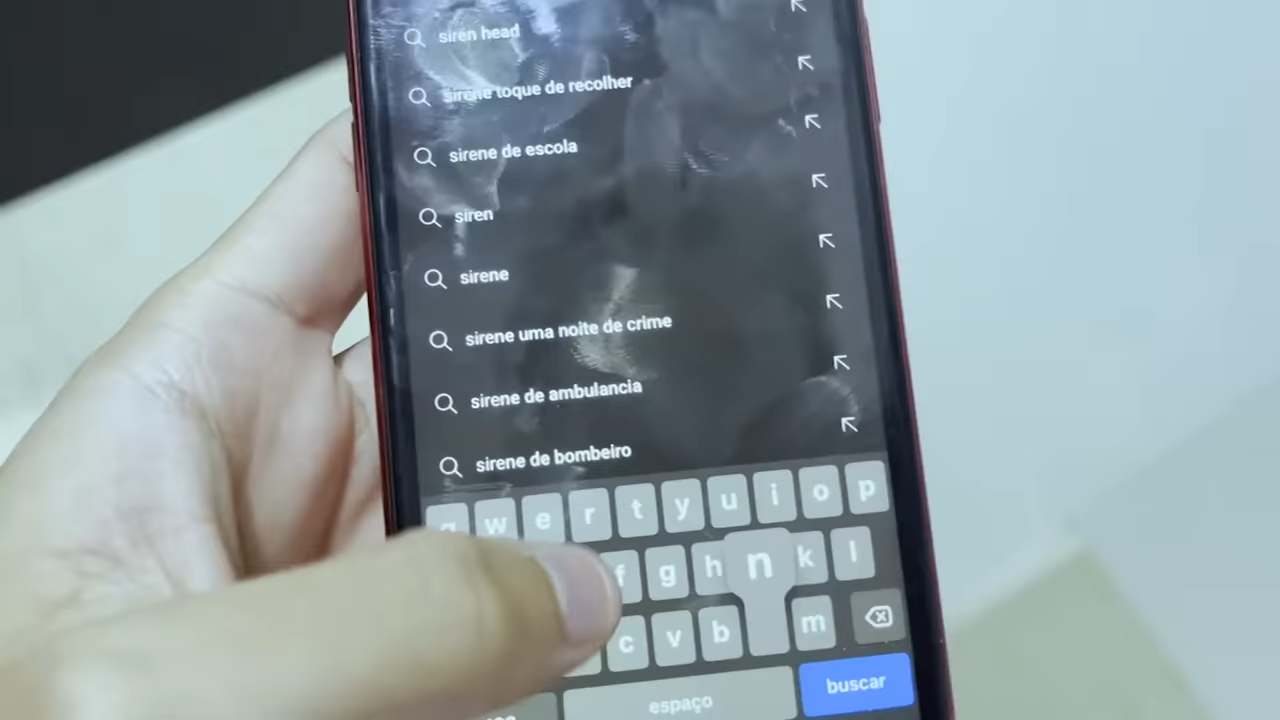 siren head
sirene toque de recolher
sirene de escola
siren
sirene
sirene uma noite de crime
sirene de ambulancia
sirene de bombeiro
q w e r t y u i o p
f g h n k l
c v b m
espaço
buscar